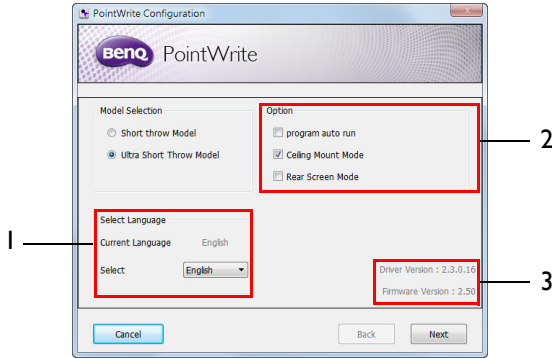 PointWrite Configuration
BenQ PointWrite
Model Selection
Short throw Model
Ultra Short Throw Model
Option
program auto run
Ceiling Mount Mode
Rear Screen Mode
2
Select Language
Current Language English
Select English
1
Driver Version : 2.3.0.16
Firmware Version : 2.50
3
Cancel
Back
Next